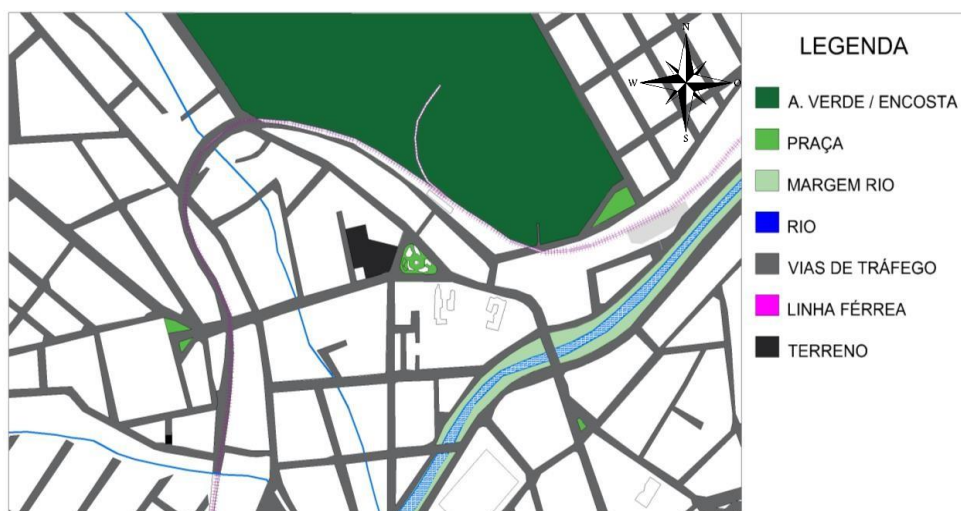 N
W
O
S
LEGENDA
A. VERDE / ENCOSTA
PRAÇA
MARGEM RIO
RIO
VIAS DE TRÁFEGO
LINHA FÉRREA
TERRENO